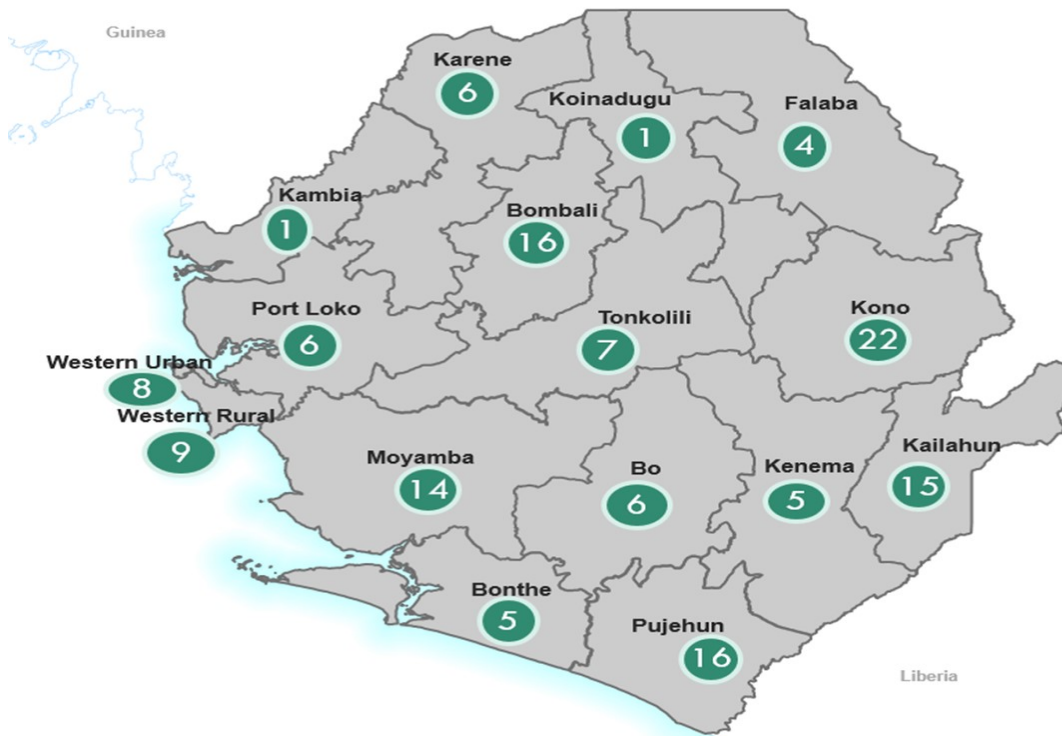 Guinea
Karene
6
Koinadugu
1
Falaba
4
Kambia
1
Bombali
16
Port Loko
6
Tonkolili
7
Kono
22
Western Urban
8
Western Rural
9
Moyamba
14
Bo
6
Kenema
5
Kailahun
15
Bonthe
5
Pujehun
16
Liberia